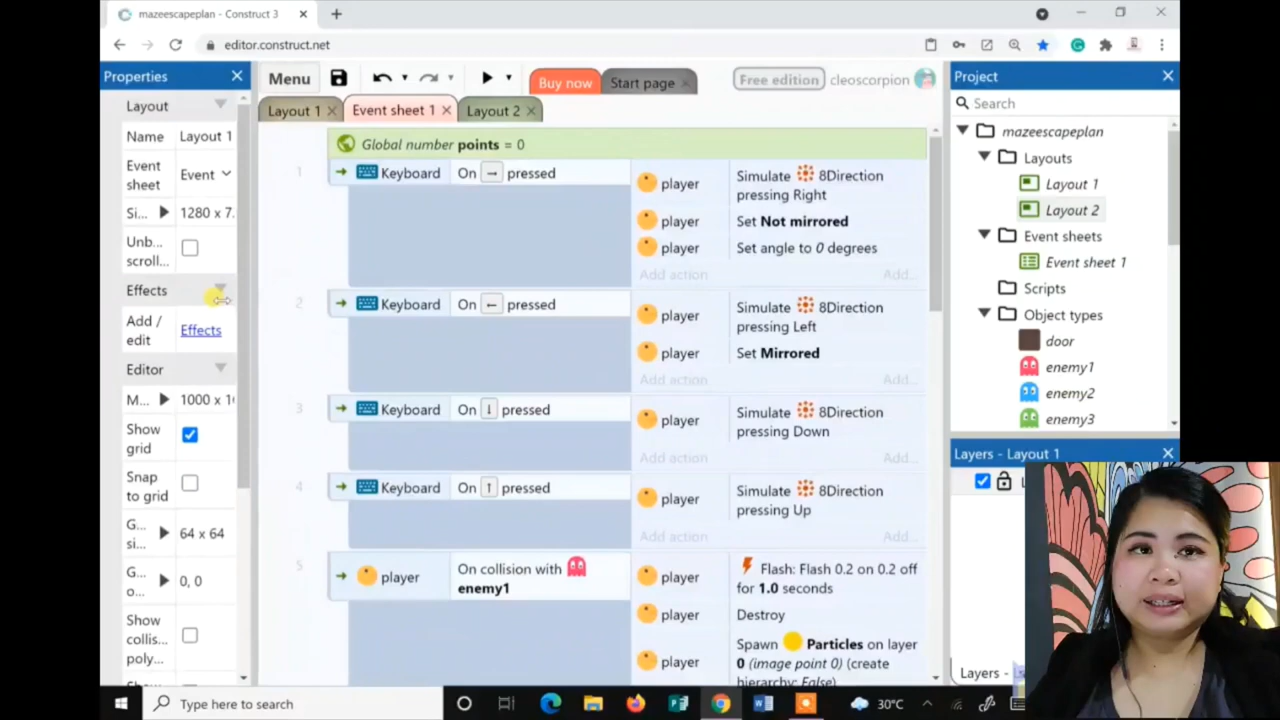 mazeescapeplan - Construct 3
editor.construct.net
Properties
Menu
Buy now
Start page
Free edition
cleoscorpion
Project
Layout 1
Event sheet 1
Layout 2
Search
Layout
Name
Layout 1
Event sheet
Event
Si...
1280 x 7
Unb... scroll...
Effects
Add / edit
Effects
Editor
M...
1000 x 1
Show grid
Snap to grid
G... si...
64 x 64
G... o...
0, 0
Show collis... poly...
Global number points = 0
1
Keyboard
On → pressed
player
Simulate 8Direction pressing Right
player
Set Not mirrored
player
Set angle to 0 degrees
Add action
Add...
2
Keyboard
On ← pressed
player
Simulate 8Direction pressing Left
player
Set Mirrored
Add action
Add...
3
Keyboard
On ↓ pressed
player
Simulate 8Direction pressing Down
Add action
Add...
4
Keyboard
On ↑ pressed
player
Simulate 8Direction pressing Up
Add action
Add...
5
player
On collision with enemy1
player
Flash: Flash 0.2 on 0.2 off for 1.0 seconds
player
Destroy
player
Spawn Particles on layer 0 (image point 0) (create hierarchy: False)
mazeescapeplan
Layouts
Layout 1
Layout 2
Event sheets
Event sheet 1
Scripts
Object types
door
enemy1
enemy2
enemy3
Layers - Layout 1
Layers -
Type here to search
30°C